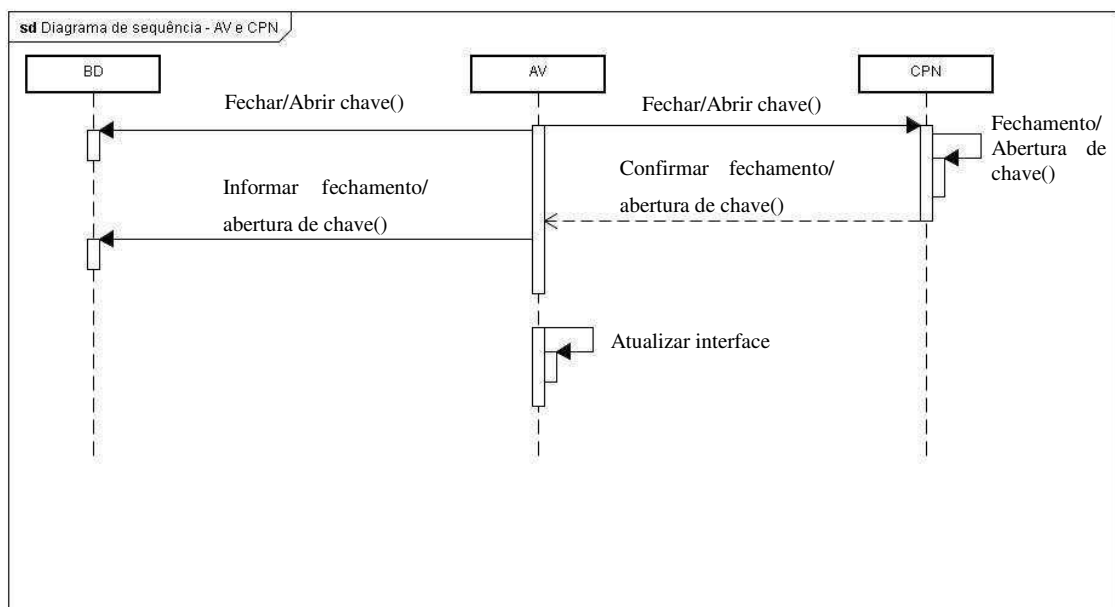 sd Diagrama de sequência - AV e CPN
BD
AV
CPN
Fechar/Abrir chave()
Fechar/Abrir chave()
Fechamento/
Abertura de
chave()
Informar fechamento/
abertura de chave()
Confirmar fechamento/
abertura de chave()
Atualizar interface